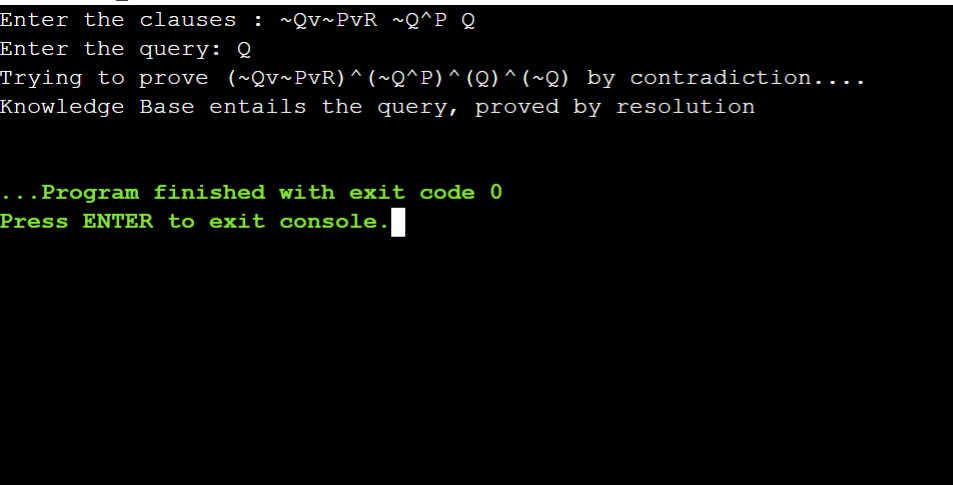 Enter the clauses : ~Qv~PvR ~Q^P Q
Enter the query: Q
Trying to prove (~Qv~PvR)^(~Q^P)^(Q)^(~Q) by contradiction....
Knowledge Base entails the query, proved by resolution
...Program finished with exit code 0
Press ENTER to exit console.